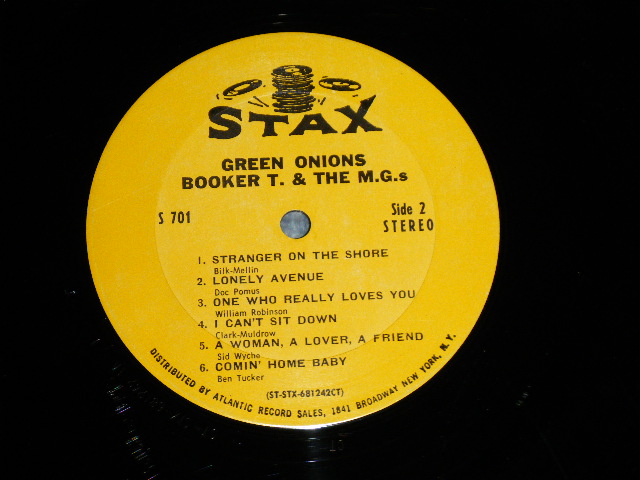 STAX
GREEN ONIONS
BOOKER T. & THE M.G.s
S 701
Side 2
STEREO
1. STRANGER ON THE SHORE
Bilk-Mellin
2. LONELY AVENUE
Doc Pomus
3. ONE WHO REALLY LOVES YOU
William Robinson
4. I CAN'T SIT DOWN
Clark-Muldrow
5. A WOMAN, A LOVER, A FRIEND
Sid Wyche
6. COMIN' HOME BABY
Ben Tucker
(ST-STX-681242CT)
DISTRIBUTED BY ATLANTIC RECORD SALES, 1841 BROADWAY NEW YORK, N.Y.